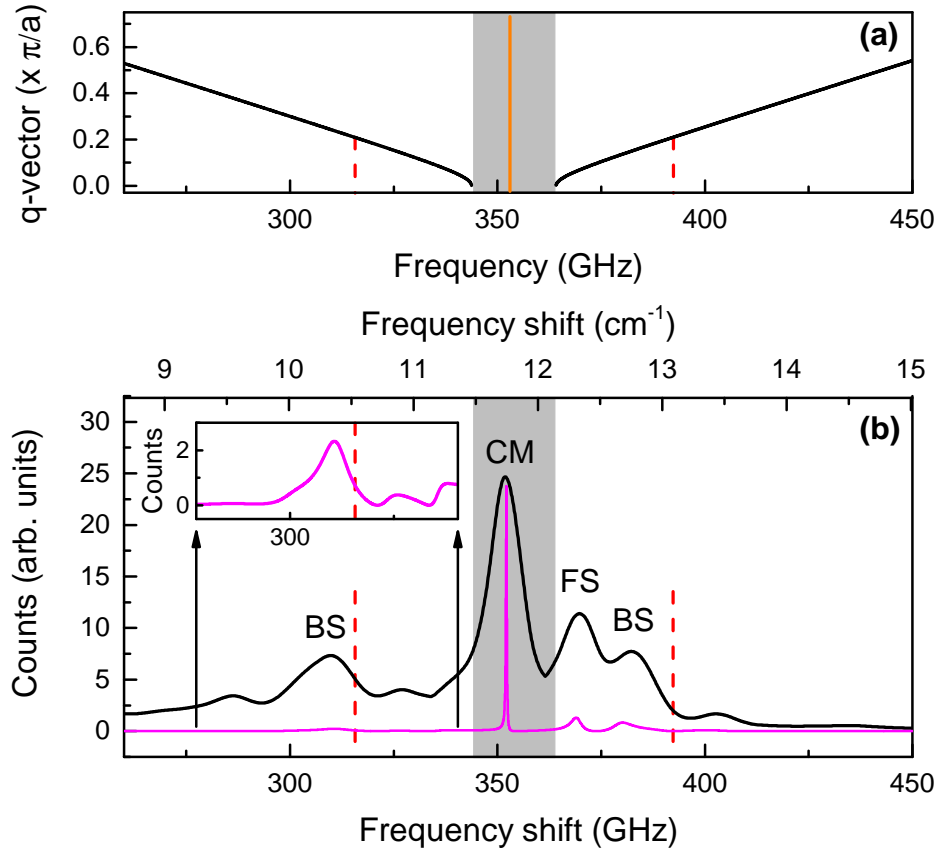 (a)
q-vector (x π/a)
0.6
0.4
0.2
0.0
300 350 400 450
Frequency (GHz)
Frequency shift (cm-1)
9 10 11 12 13 14 15
(b)
Counts (arb. units)
30
25
20
15
10
5
0
Counts
2
0
300
CM
FS
BS
BS
300 350 400 450
Frequency shift (GHz)